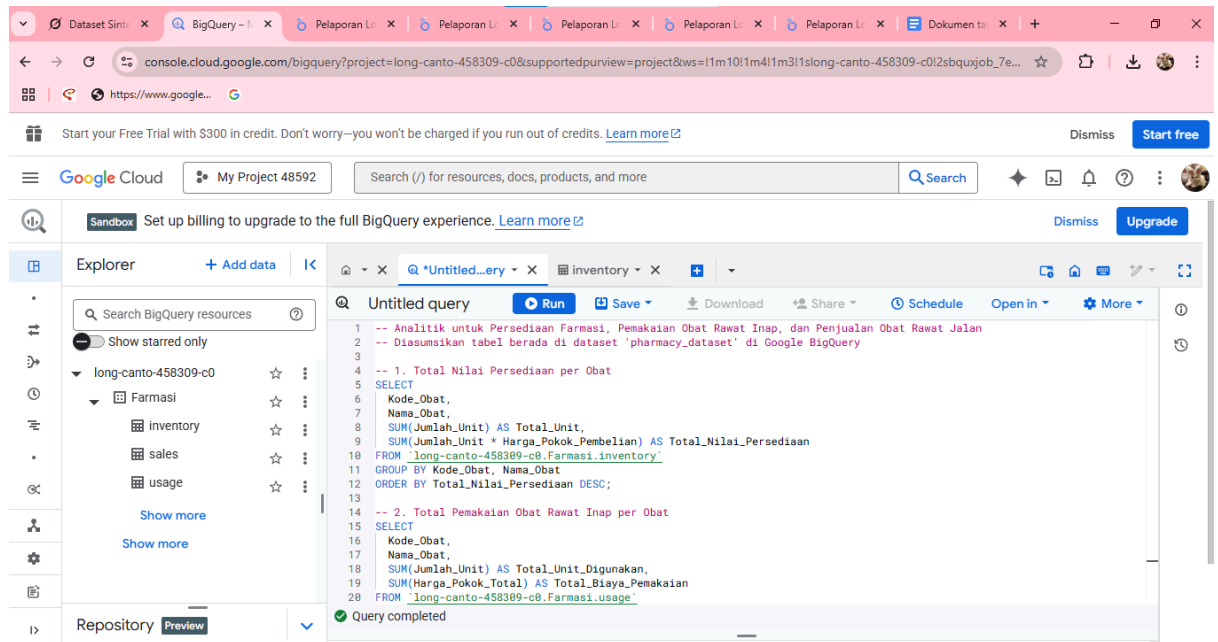 Dataset Sinte
BigQuery – N
Pelaporan Lo
Pelaporan Lo
Pelaporan Lo
Pelaporan Lo
Pelaporan Lo
Dokumen ta
console.cloud.google.com/bigquery?project=long-canto-458309-c0&supportedpurview=project&ws=!1m10!1m4!1m3!1slong-canto-458309-c0!2sbquxjob_7e...
https://www.google...
Start your Free Trial with $300 in credit. Don't worry—you won't be charged if you run out of credits. Learn more
Dismiss
Start free
Google Cloud
My Project 48592
Search (/) for resources, docs, products, and more
Search
Sandbox Set up billing to upgrade to the full BigQuery experience. Learn more
Dismiss
Upgrade
Explorer
+ Add data
*Untitled...ery
inventory
Search BigQuery resources
Show starred only
long-canto-458309-c0
Farmasi
inventory
sales
usage
Show more
Show more
Repository Preview
Untitled query
Run
Save
Download
Share
Schedule
Open in
More
1 -- Analitik untuk Persediaan Farmasi, Pemakaian Obat Rawat Inap, dan Penjualan Obat Rawat Jalan
2 -- Diasumsikan tabel berada di dataset 'pharmacy_dataset' di Google BigQuery
3
4 -- 1. Total Nilai Persediaan per Obat
5 SELECT
6 Kode_Obat,
7 Nama_Obat,
8 SUM(Jumlah_Unit) AS Total_Unit,
9 SUM(Jumlah_Unit * Harga_Pokok_Pembelian) AS Total_Nilai_Persediaan
10 FROM `long-canto-458309-c0.Farmasi.inventory`
11 GROUP BY Kode_Obat, Nama_Obat
12 ORDER BY Total_Nilai_Persediaan DESC;
13
14 -- 2. Total Pemakaian Obat Rawat Inap per Obat
15 SELECT
16 Kode_Obat,
17 Nama_Obat,
18 SUM(Jumlah_Unit) AS Total_Unit_Digunakan,
19 SUM(Harga_Pokok_Total) AS Total_Biaya_Pemakaian
20 FROM `long-canto-458309-c0.Farmasi.usage`
Query completed